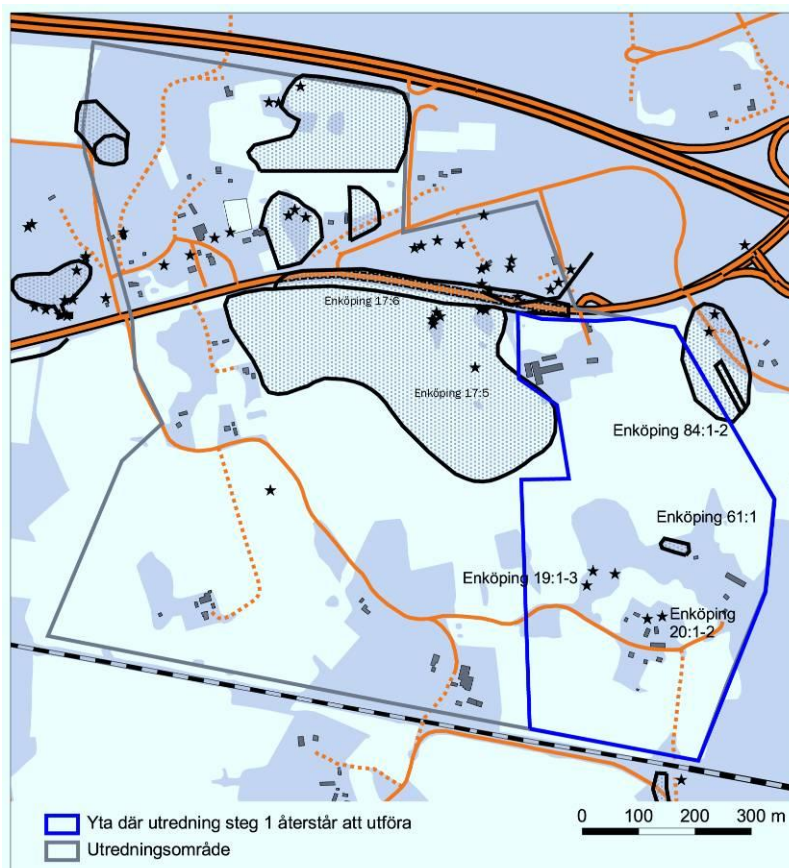 Enköping 17:6
Enköping 17:5
Enköping 84:1-2
Enköping 61:1
Enköping 19:1-3
Enköping
20:1-2
Yta där utredning steg 1 återstår att utföra
Utredningsområde
0 100 200 300 m